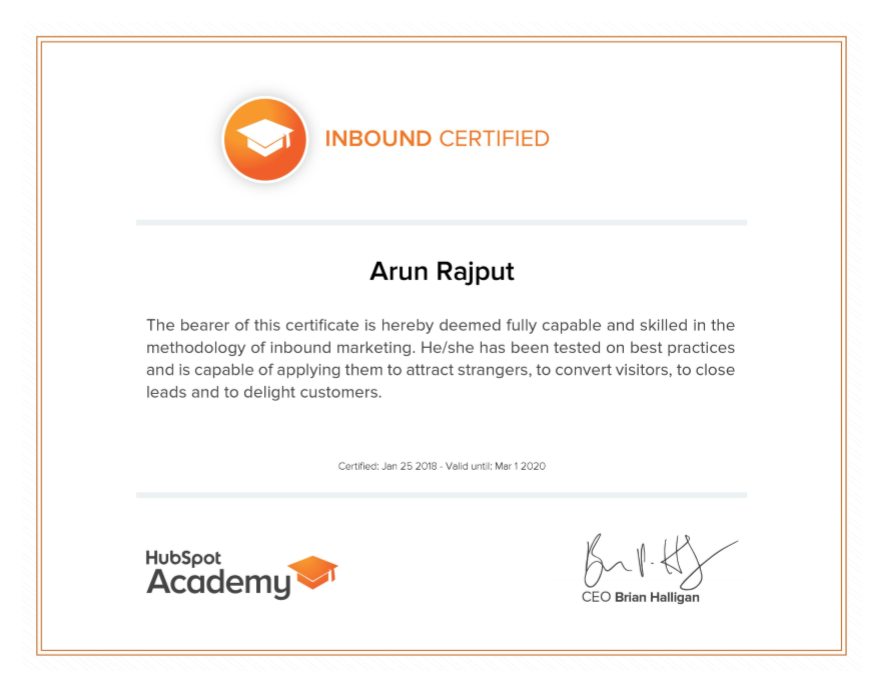 INBOUND CERTIFIED
Arun Rajput
The bearer of this certificate is hereby deemed fully capable and skilled in the
methodology of inbound marketing. He/she has been tested on best practices
and is capable of applying them to attract strangers, to convert visitors, to close
leads and to delight customers.
Certified: Jan 25 2018 - Valid until: Mar 1 2020
HubSpot
Academy
CEO Brian Halligan